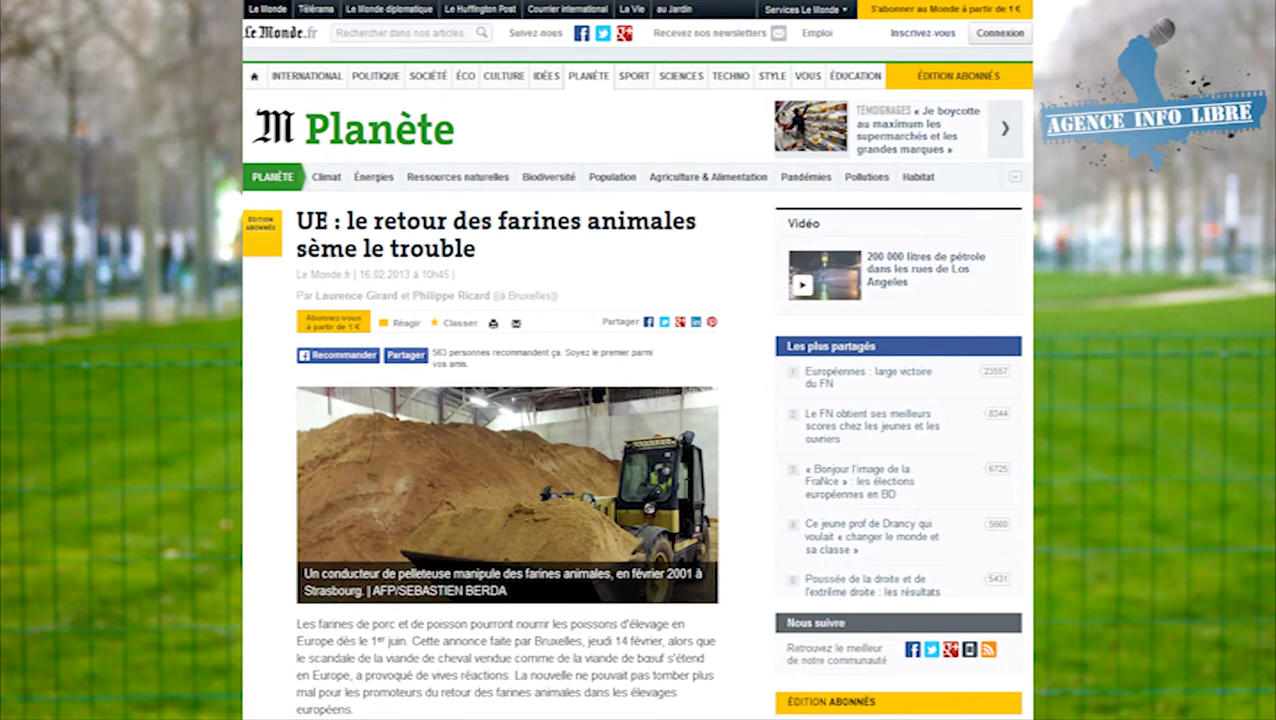 Le Monde Télérama Le Monde diplomatique Le Huffington Post Courrier international La Vie au Jardin Services Le Monde S'abonner au Monde à partir de 1 €
Le Monde.fr Rechercher dans nos articles Suivez-nous Recevez nos newsletters Emploi Inscrivez-vous Connexion
INTERNATIONAL POLITIQUE SOCIÉTÉ ÉCO CULTURE IDÉES PLANÈTE SPORT SCIENCES TECHNO STYLE VOUS ÉDUCATION ÉDITION ABONNÉS
AGENCE INFO LIBRE
M Planète
TÉMOIGNAGES « Je boycotte
au maximum les
supermarchés et les
grandes marques »
PLANÈTE Climat Énergies Ressources naturelles Biodiversité Population Agriculture & Alimentation Pandémies Pollutions Habitat
ÉDITION
ABONNÉS
UE : le retour des farines animales
sème le trouble
Le Monde.fr | 16.02.2013 à 10h45 |
Par Laurence Girard et Philippe Ricard ((à Bruxelles))
Abonnez-vous
à partir de 1 €
Réagir Classer
Partager
Recommander Partager
563 personnes recommandent ça. Soyez le premier parmi
vos amis.
Un conducteur de pelleteuse manipule des farines animales, en février 2001 à
Strasbourg. | AFP/SEBASTIEN BERDA
Les farines de porc et de poisson pourront nourrir les poissons d'élevage en
Europe dès le 1er juin. Cette annonce faite par Bruxelles, jeudi 14 février, alors que
le scandale de la viande de cheval vendue comme de la viande de bœuf s'étend
en Europe, a provoqué de vives réactions. La nouvelle ne pouvait pas tomber plus
mal pour les promoteurs du retour des farines animales dans les élevages
européens.
Vidéo
200 000 litres de pétrole
dans les rues de Los
Angeles
Les plus partagés
1 Européennes : large victoire 23557
du FN
2 Le FN obtient ses meilleurs 8344
scores chez les jeunes et les
ouvriers
3 « Bonjour l'image de la 6725
FraNce » : les élections
européennes en BD
4 Ce jeune prof de Drancy qui 5660
voulait « changer le monde et
sa classe »
5 Poussée de la droite et de 5431
l'extrême droite : les résultats
Nous suivre
Retrouvez le meilleur
de notre communauté
ÉDITION ABONNÉS